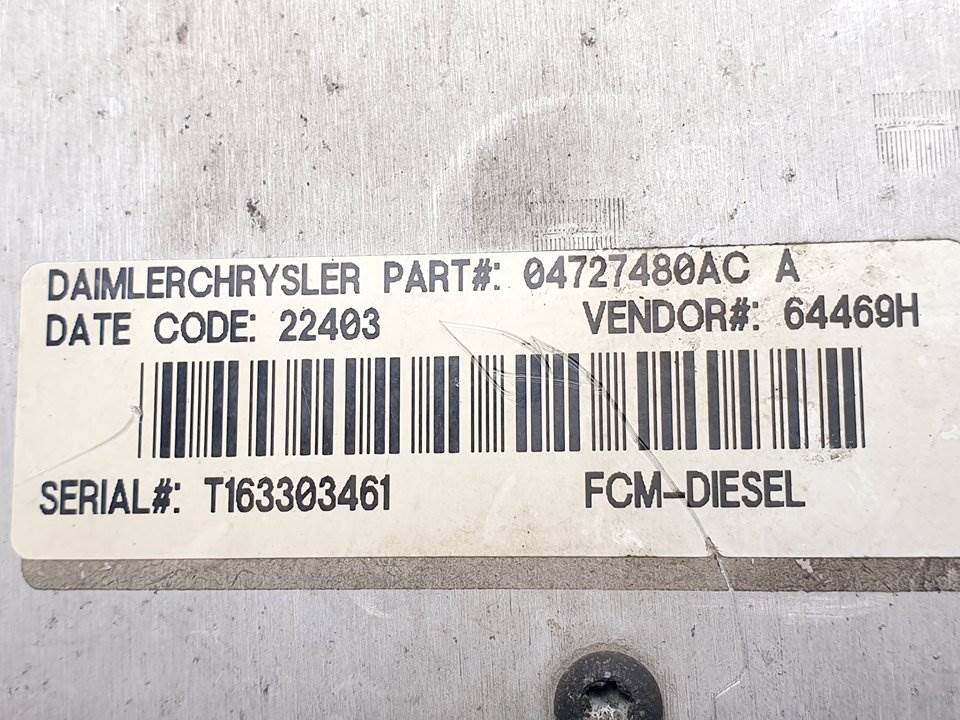 DAIMLERCHRYSLER PART#: 04727480AC A
DATE CODE: 22403 VENDOR#: 64469H
SERIAL#: T163303461 FCM-DIESEL